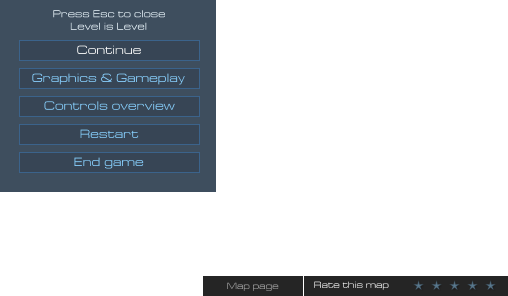 Press Esc to close
Level is Level
Continue
Graphics & Gameplay
Controls overview
Restart
End game
Map page
Rate this map